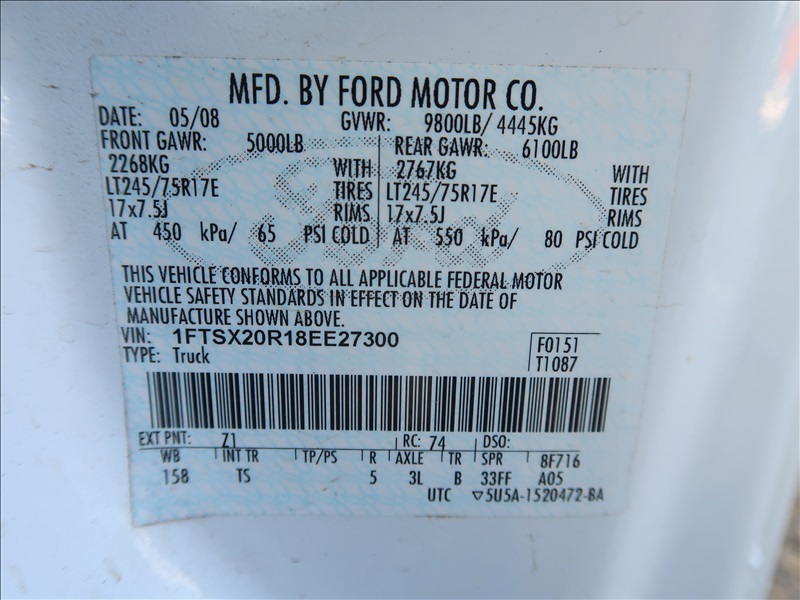 MFD. BY FORD MOTOR CO.
DATE: 05/08 GVWR: 9800LB/ 4445KG
FRONT GAWR: 5000LB REAR GAWR: 6100LB
2268KG WITH 2767KG WITH
LT245/75R17E TIRES LT245/75R17E TIRES
17x7.5J RIMS 17x7.5J RIMS
AT 450 kPa/ 65 PSI COLD AT 550 kPa/ 80 PSI COLD
THIS VEHICLE CONFORMS TO ALL APPLICABLE FEDERAL MOTOR
VEHICLE SAFETY STANDARDS IN EFFECT ON THE DATE OF
MANUFACTURE SHOWN ABOVE.
VIN: 1FTSX20R18EE27300 F0151
TYPE: Truck T1087
EXT PNT: Z1 RC: 74 DSO:
WB INT TR TP/PS R AXLE TR SPR 8F716
158 TS 5 3L B 33FF A05
UTC ▽5U5A-1520472-BA